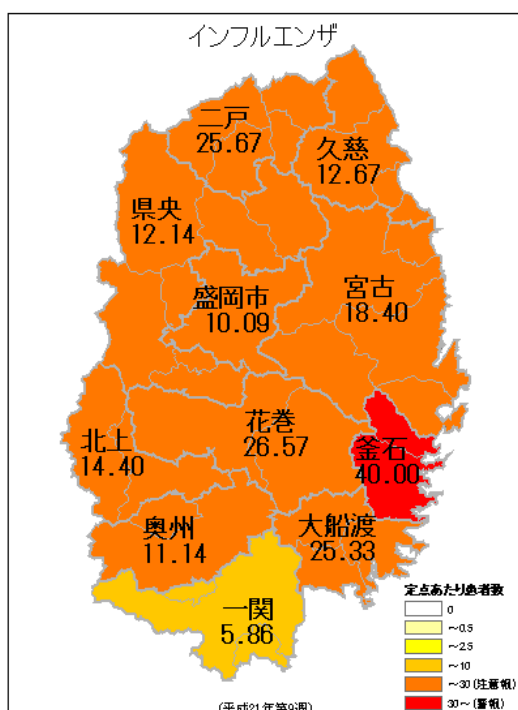 インフルエンザ
二戸
25.67
久慈
12.67
県央
12.14
盛岡市
10.09
宮古
18.40
花巻
26.57
北上
14.40
釜石
40.00
奥州
11.14
大船渡
25.33
一関
5.86
定点あたり患者数
0
～0.5
～2.5
～10
～30(注意報)
30～(警報)
(平成21年第9週)